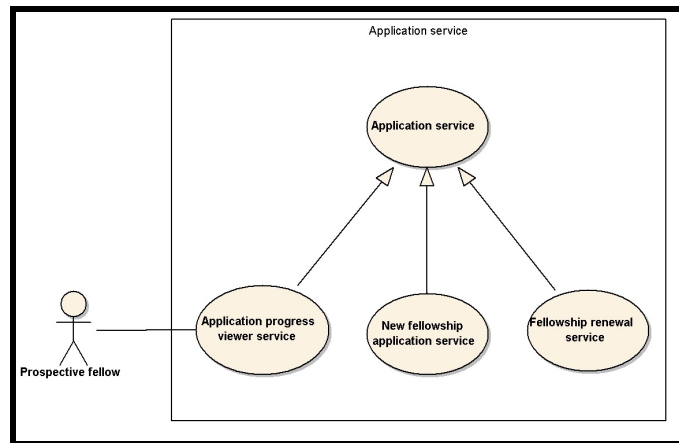 Application service
Application service
Application progress
viewer service
New fellowship
application service
Fellowship renewal
service
Prospective fellow